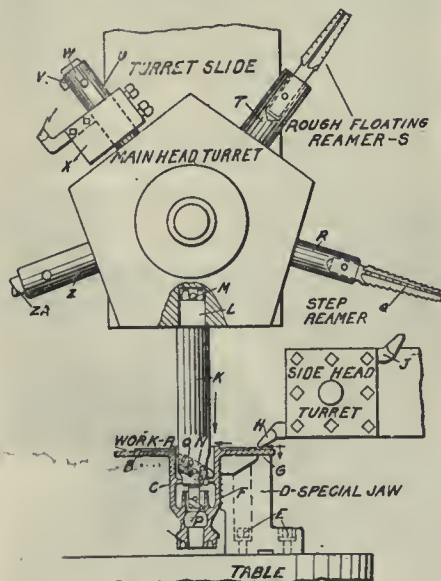 W
V
U
TURRET SLIDE
T
ROUGH FLOATING
REAMER-S
X
MAIN HEAD TURRET
R
Z
ZA
M
L
STEP
REAMER
Q
K
SIDE HEAD
TURRET
J
H
WORK-A
O N
B
G
C
F
D-SPECIAL JAW
P
E
TABLE